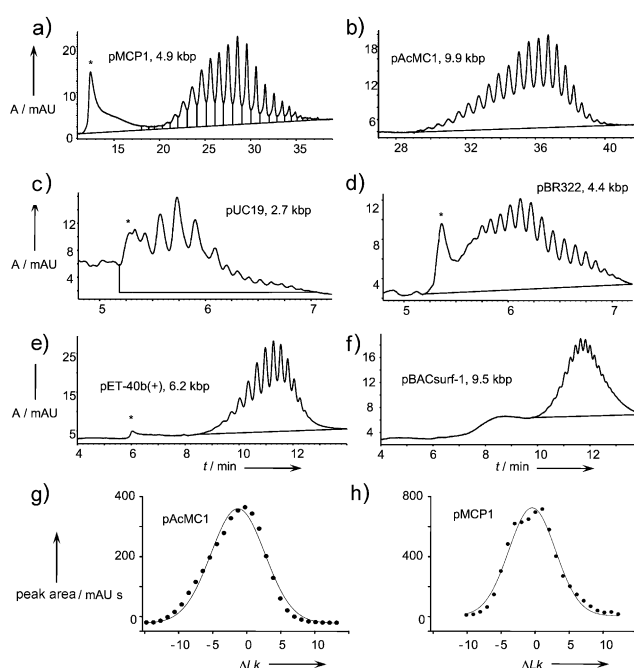 a)
pMCP1, 4.9 kbp
*
A / mAU
20
10
0
15 20 25 30 35
b)
pAcMC1, 9.9 kbp
18
12
6
28 32 36 40
c)
pUC19, 2.7 kbp
*
A / mAU
12
8
4
5 6 7
d)
pBR322, 4.4 kbp
*
12
8
4
5 6 7
e)
pET-40b(+), 6.2 kbp
*
A / mAU
25
15
5
4 6 8 10 12
t / min
f)
pBACsurf-1, 9.5 kbp
16
12
8
4
4 6 8 10 12
t / min
g)
pAcMC1
peak area / mAU s
400
200
0
-10 -5 0 5 10
ΔLk
h)
pMCP1
800
400
0
-10 -5 0 5 10
ΔLk